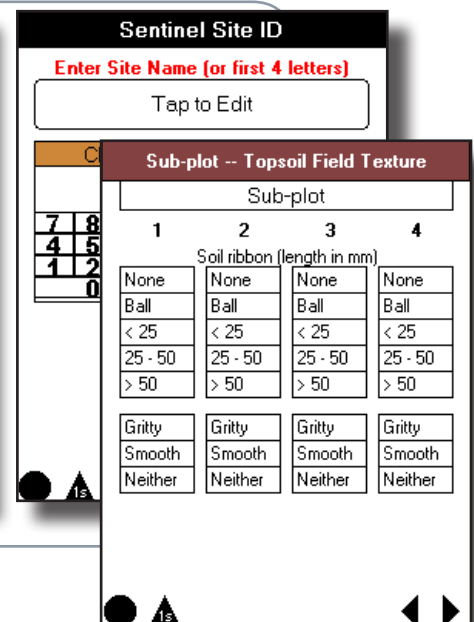 Sentinel Site ID
Enter Site Name (or first 4 letters)
Tap to Edit
7 8
4 5
1 2
0
1s
Sub-plot -- Topsoil Field Texture
Sub-plot
1 2 3 4
Soil ribbon (length in mm)
None None None None
Ball Ball Ball Ball
< 25 < 25 < 25 < 25
25 - 50 25 - 50 25 - 50 25 - 50
> 50 > 50 > 50 > 50
Gritty Gritty Gritty Gritty
Smooth Smooth Smooth Smooth
Neither Neither Neither Neither
1s